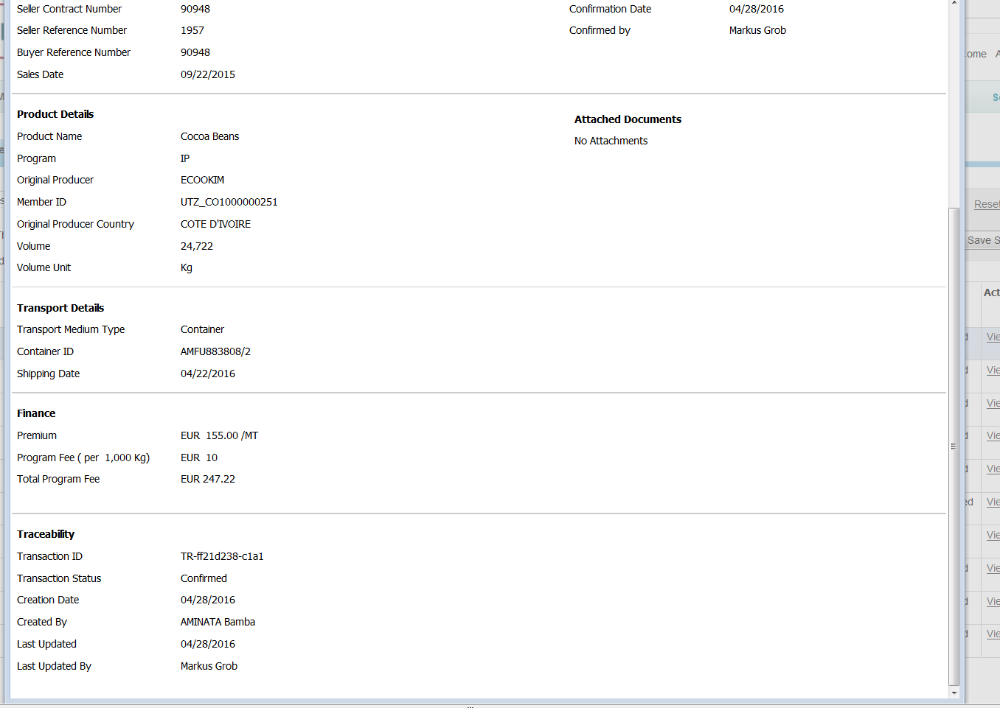 Seller Contract Number 90948 Confirmation Date 04/28/2016
Seller Reference Number 1957 Confirmed by Markus Grob
Buyer Reference Number 90948
Sales Date 09/22/2015
Product Details
Attached Documents
Product Name Cocoa Beans
No Attachments
Program IP
Original Producer ECOOKIM
Member ID UTZ_CO1000000251
Original Producer Country COTE D'IVOIRE
Volume 24,722
Volume Unit Kg
Transport Details
Transport Medium Type Container
Container ID AMFU883808/2
Shipping Date 04/22/2016
Finance
Premium EUR 155.00 /MT
Program Fee ( per 1,000 Kg) EUR 10
Total Program Fee EUR 247.22
Traceability
Transaction ID TR-ff21d238-c1a1
Transaction Status Confirmed
Creation Date 04/28/2016
Created By AMINATA Bamba
Last Updated 04/28/2016
Last Updated By Markus Grob
ome A
Reset
Save S
Act
Vie
Vie
Vie
Vie
Vie
ed Vie
Vie
Vie
Vie
Vie